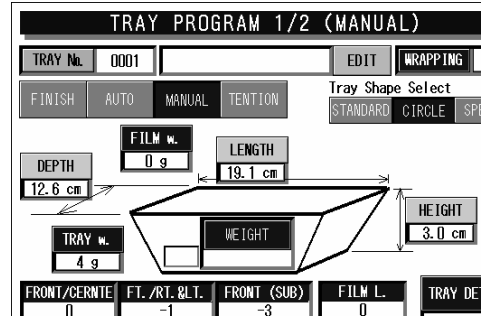 TRAY PROGRAM 1/2 (MANUAL)
TRAY No. 0001 EDIT WRAPPING
Tray Shape Select
FINISH AUTO MANUAL TENTION STANDARD CIRCLE SPE
FILM w.
0 g
LENGTH
19.1 cm
DEPTH
12.6 cm
HEIGHT
3.0 cm
TRAY w.
4 g
WEIGHT
FRONT/CERNTE FT./RT.&LT. FRONT (SUB) FILM L. TRAY DE
0 -1 -3 0